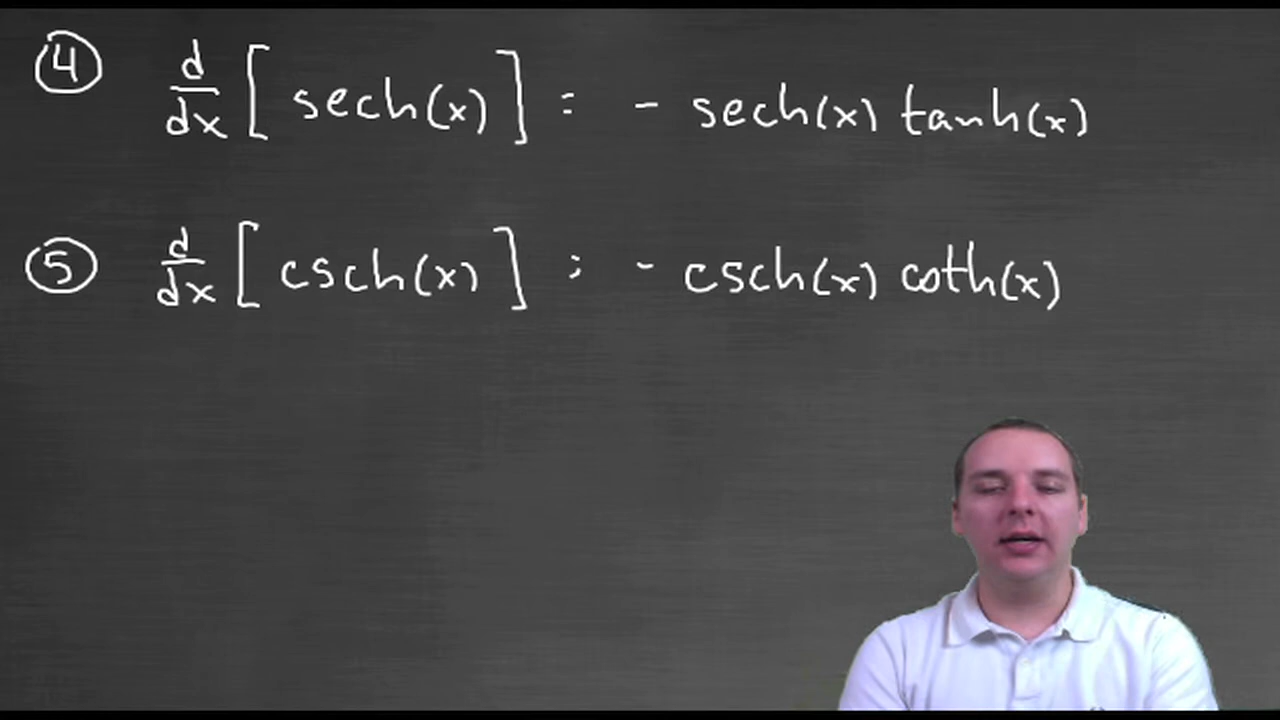 ④ d/dx [ sech(x) ] = - sech(x) tanh(x)
⑤ d/dx [ csch(x) ] = - csch(x) coth(x)